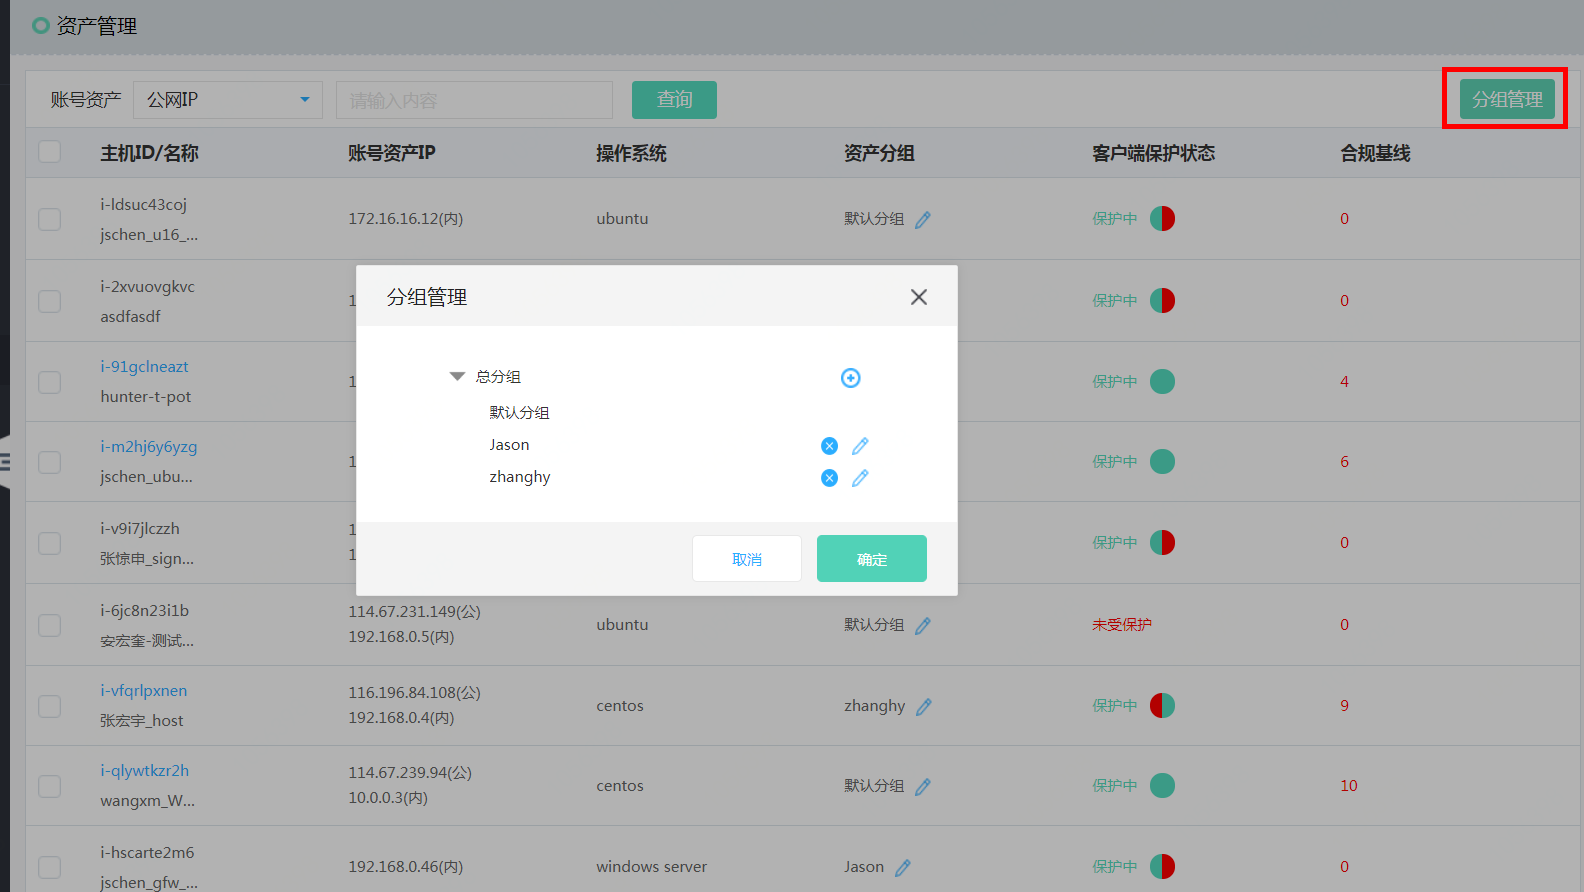 资产管理
账号资产 公网IP 请输入内容 查询 分组管理
主机ID/名称 账号资产IP 操作系统 资产分组 客户端保护状态 合规基线
i-ldsuc43coj
jschen_u16_...
172.16.16.12(内) ubuntu 默认分组 保护中 0
i-2xvuovgkvc
asdfasdf
1 保护中 0
i-91gclneazt
hunter-t-pot
1 保护中 4
i-m2hj6y6yzg
jschen_ubu...
1 保护中 6
i-v9i7jlczzh
张惊申_sign...
1
1
保护中 0
分组管理
总分组
默认分组
Jason
zhanghy
取消 确定
i-6jc8n23i1b
安宏奎-测试...
114.67.231.149(公)
192.168.0.5(内)
ubuntu 默认分组 未受保护 0
i-vfqrlpxnen
张宏宇_host
116.196.84.108(公)
192.168.0.4(内)
centos zhanghy 保护中 9
i-qlywtkzr2h
wangxm_W...
114.67.239.94(公)
10.0.0.3(内)
centos 默认分组 保护中 10
i-hscarte2m6
jschen_gfw_...
192.168.0.46(内) windows server Jason 保护中 0